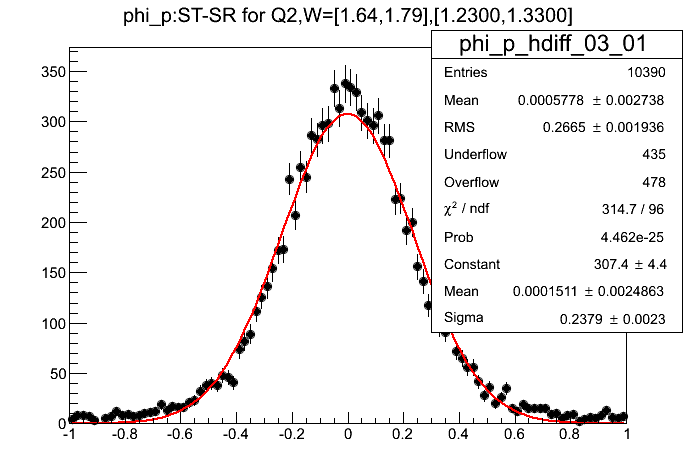 phi_p:ST-SR for Q2,W=[1.64,1.79],[1.2300,1.3300]
phi_p_hdiff_03_01
Entries 10390
Mean 0.0005778 ± 0.002738
RMS 0.2665 ± 0.001936
Underflow 435
Overflow 478
χ² / ndf 314.7 / 96
Prob 4.462e-25
Constant 307.4 ± 4.4
Mean 0.0001511 ± 0.0024863
Sigma 0.2379 ± 0.0023
350
300
250
200
150
100
50
0
-1 -0.8 -0.6 -0.4 -0.2 0 0.2 0.4 0.6 0.8 1